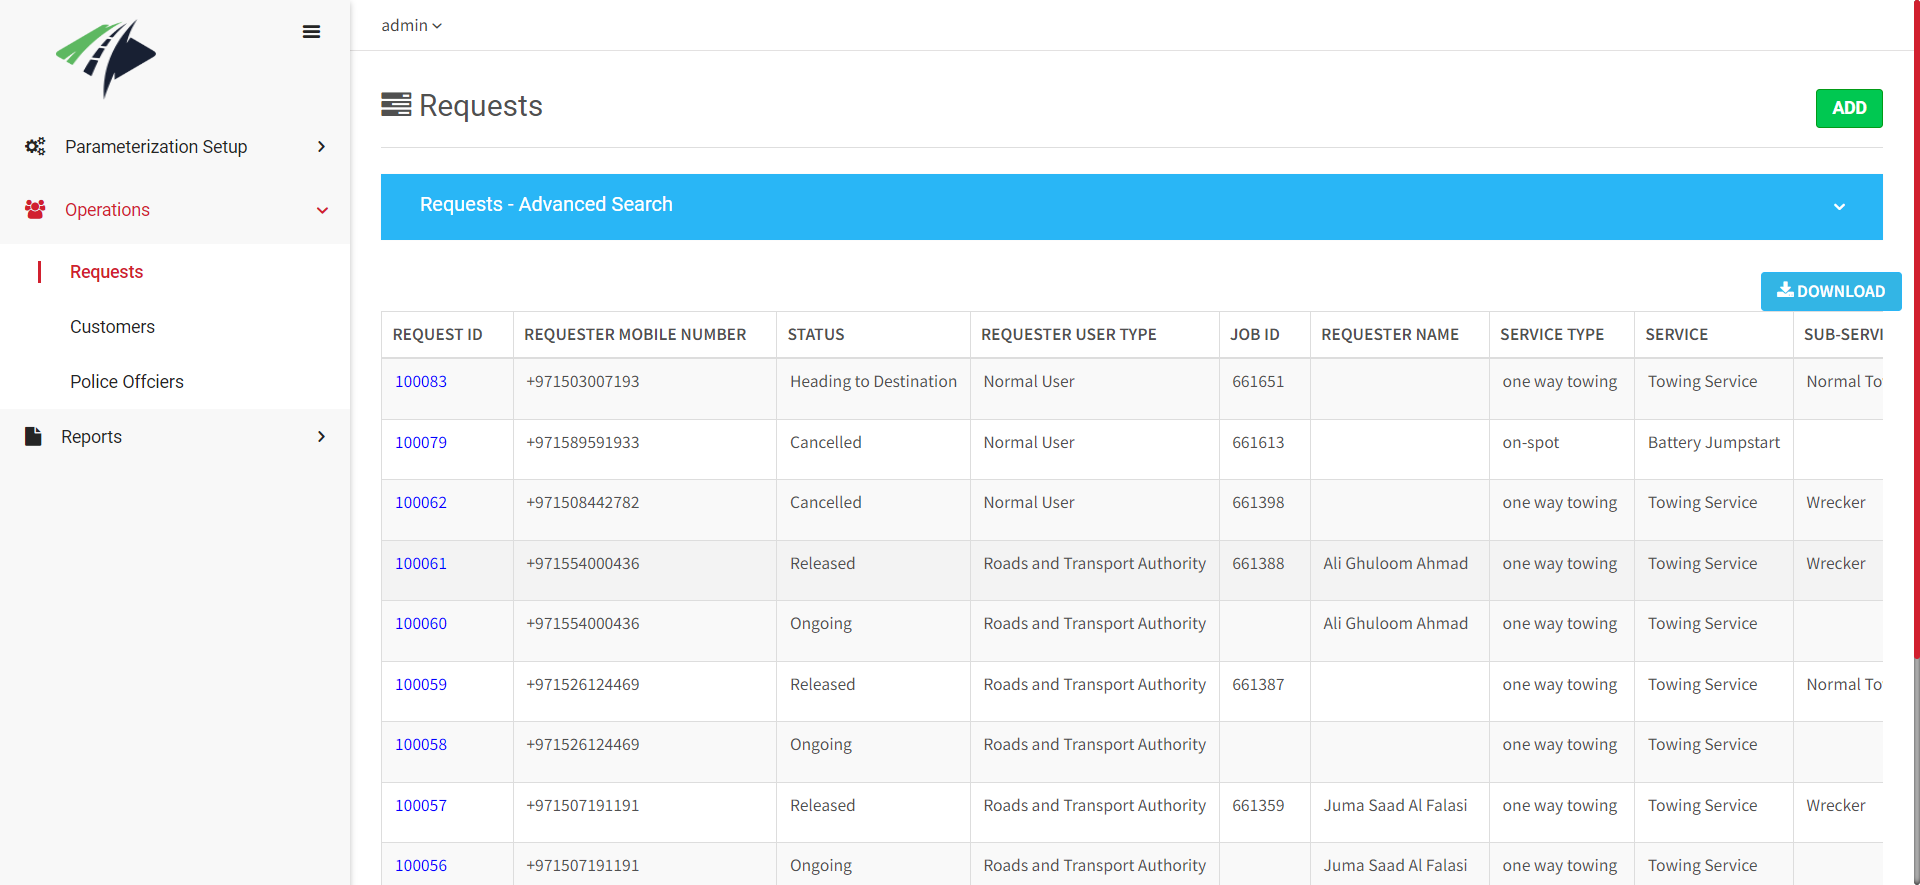 admin
Parameterization Setup
Operations
Requests
Customers
Police Offciers
Reports
Requests
ADD
Requests - Advanced Search
DOWNLOAD
REQUEST ID REQUESTER MOBILE NUMBER STATUS REQUESTER USER TYPE JOB ID REQUESTER NAME SERVICE TYPE SERVICE SUB-SERVI
100083 +971503007193 Heading to Destination Normal User 661651 one way towing Towing Service Normal To
100079 +971589591933 Cancelled Normal User 661613 on-spot Battery Jumpstart
100062 +971508442782 Cancelled Normal User 661398 one way towing Towing Service Wrecker
100061 +971554000436 Released Roads and Transport Authority 661388 Ali Ghuloom Ahmad one way towing Towing Service Wrecker
100060 +971554000436 Ongoing Roads and Transport Authority Ali Ghuloom Ahmad one way towing Towing Service
100059 +971526124469 Released Roads and Transport Authority 661387 one way towing Towing Service Normal To
100058 +971526124469 Ongoing Roads and Transport Authority one way towing Towing Service
100057 +971507191191 Released Roads and Transport Authority 661359 Juma Saad Al Falasi one way towing Towing Service Wrecker
100056 +971507191191 Ongoing Roads and Transport Authority Juma Saad Al Falasi one way towing Towing Service